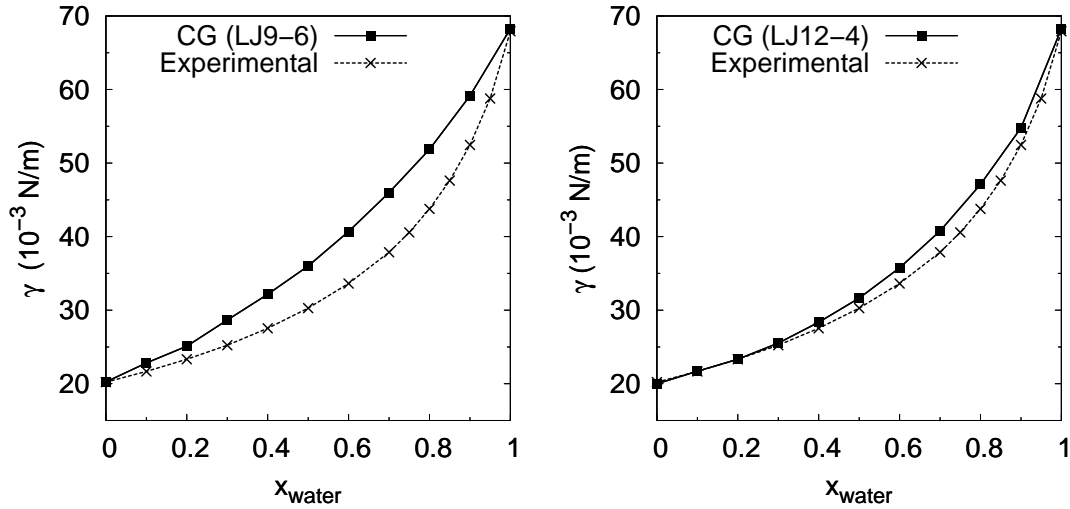 70
60
50
40
30
20
γ (10⁻³ N/m)
CG (LJ9−6)
Experimental
0 0.2 0.4 0.6 0.8 1
x_water
70
60
50
40
30
20
γ (10⁻³ N/m)
CG (LJ12−4)
Experimental
0 0.2 0.4 0.6 0.8 1
x_water